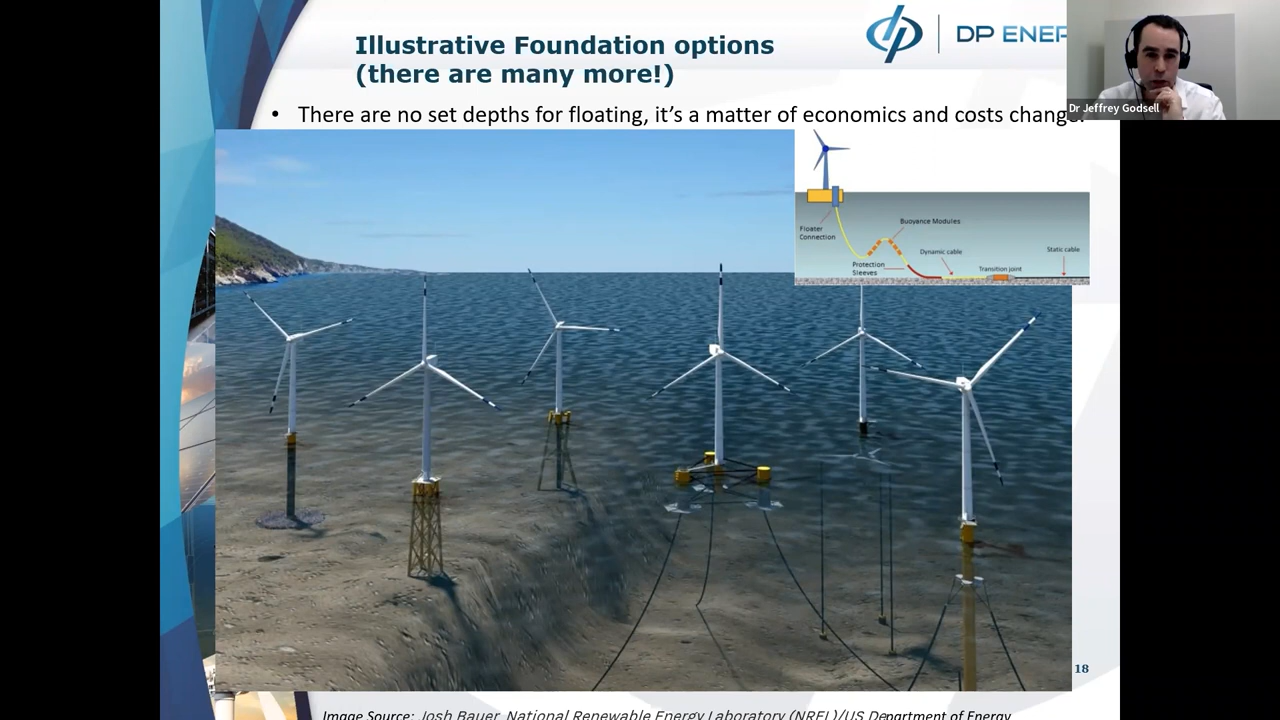 Illustrative Foundation options
(there are many more!)
DP ENER
Dr Jeffrey Godsell
• There are no set depths for floating, it's a matter of economics and costs change.
Floater
Connection
Buoyance Modules
Dynamic cable
Static cable
Protection
Sleeves
Transition joint
18
Image Source: Josh Bauer, National Renewable Energy Laboratory (NREL)/US Department of Energy